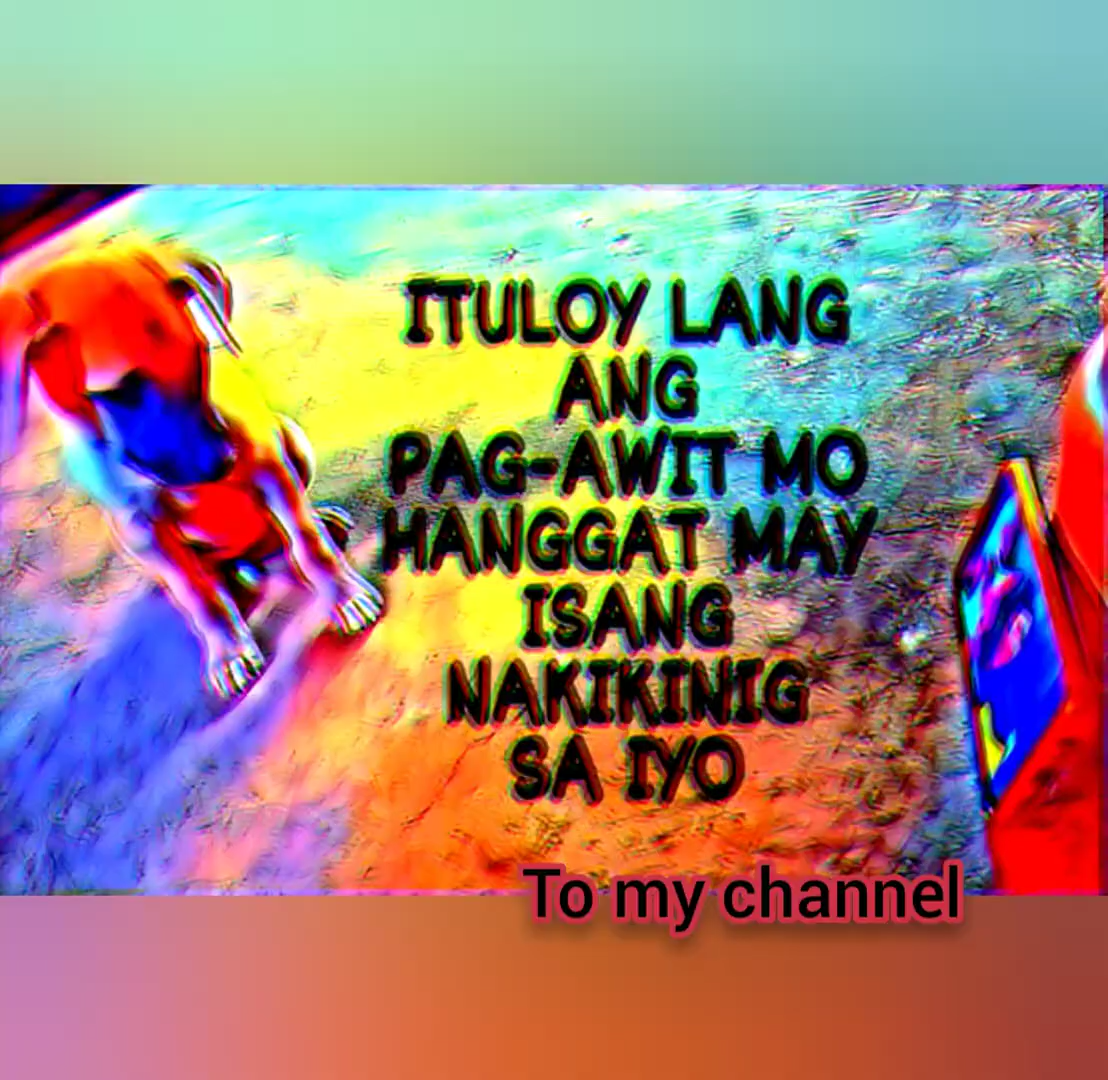 ITULOY LANG
ANG
PAG-AWIT MO
HANGGAT MAY
ISANG
NAKIKINIG
SA IYO
To my channel